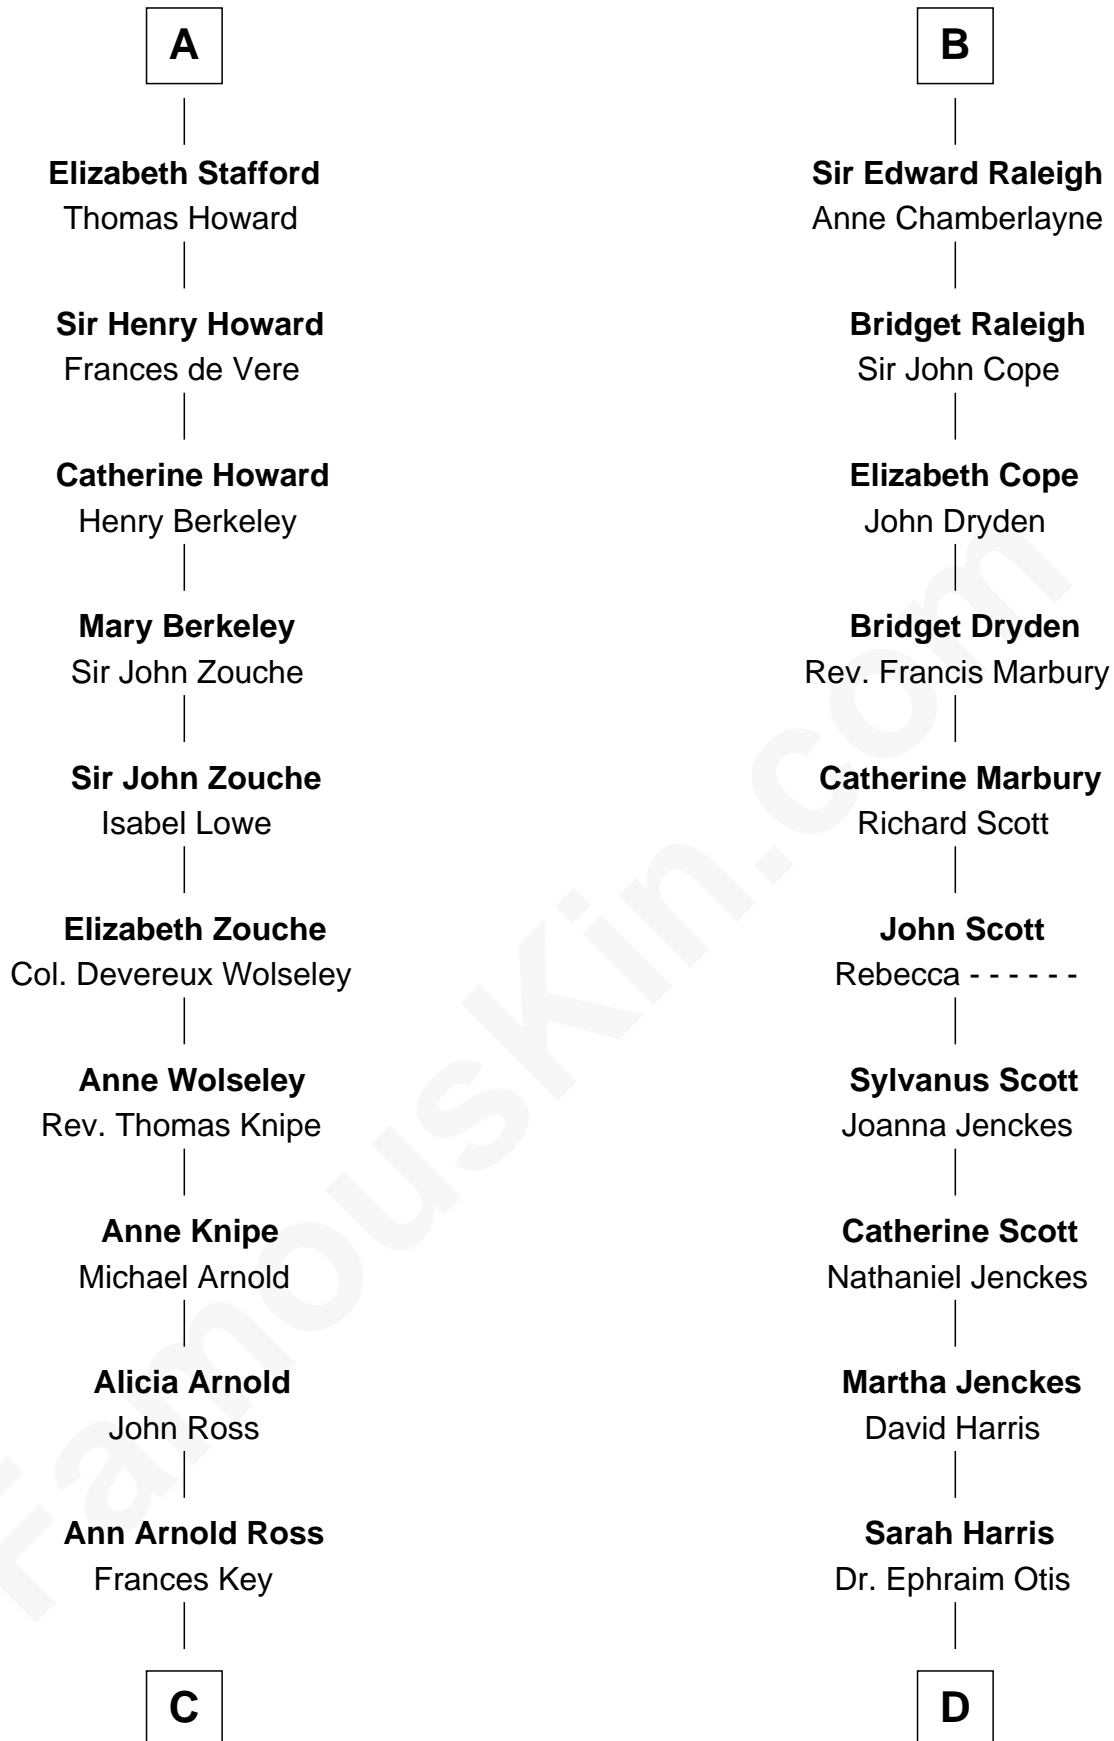 A
Elizabeth Stafford
Thomas Howard
Sir Henry Howard
Frances de Vere
Catherine Howard
Henry Berkeley
Mary Berkeley
Sir John Zouche
Sir John Zouche
Isabel Lowe
Elizabeth Zouche
Col. Devereux Wolseley
Anne Wolseley
Rev. Thomas Knipe
Anne Knipe
Michael Arnold
Alicia Arnold
John Ross
Ann Arnold Ross
Frances Key
C
B
Sir Edward Raleigh
Anne Chamberlayne
Bridget Raleigh
Sir John Cope
Elizabeth Cope
John Dryden
Bridget Dryden
Rev. Francis Marbury
Catherine Marbury
Richard Scott
John Scott
Rebecca - - - - - -
Sylvanus Scott
Joanna Jenckes
Catherine Scott
Nathaniel Jenckes
Martha Jenckes
David Harris
Sarah Harris
Dr. Ephraim Otis
D
FamousKin.com